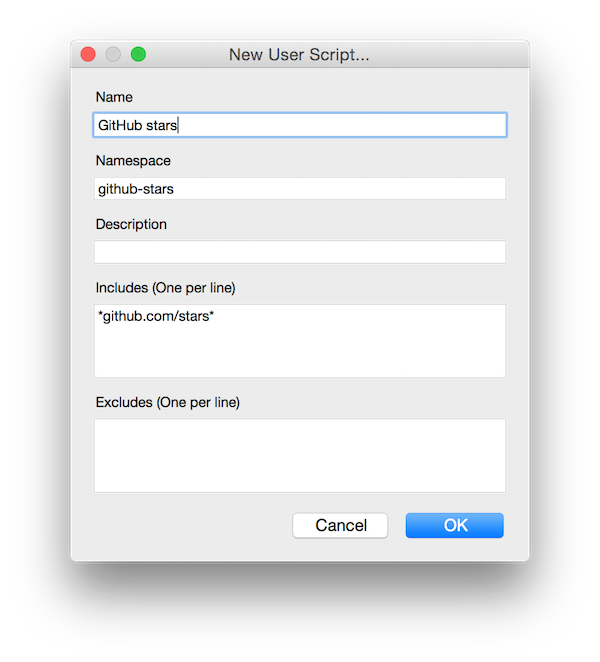 New User Script...
Name
GitHub stars
Namespace
github-stars
Description
Includes (One per line)
*github.com/stars*
Excludes (One per line)
Cancel OK